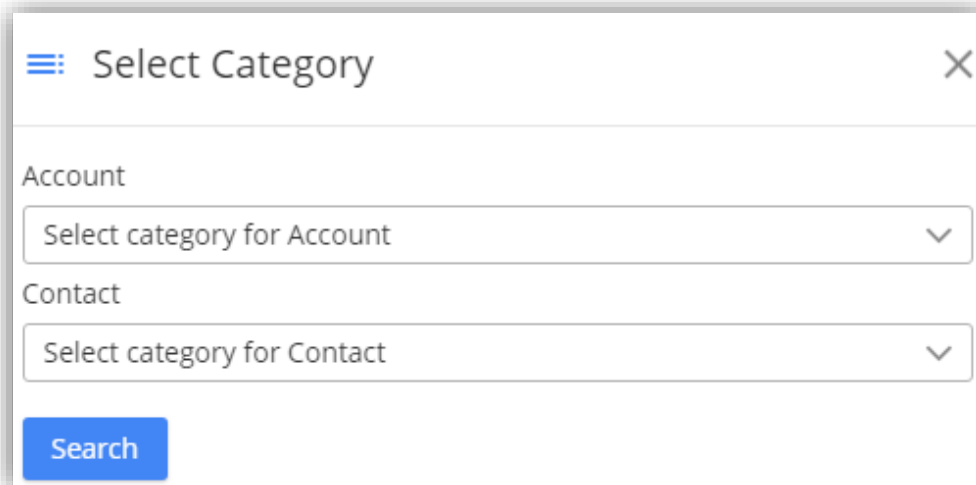 Select Category
Account
Select category for Account
Contact
Select category for Contact
Search